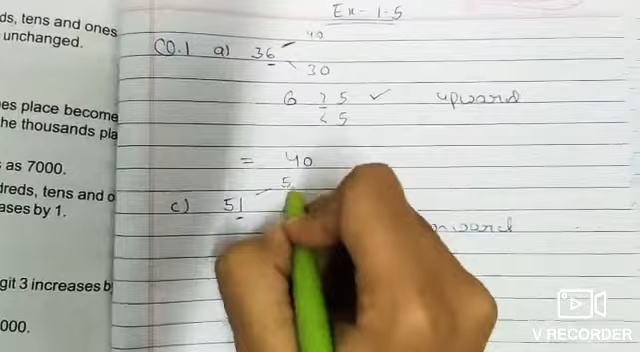 Ex-1.5
ds, tens and ones
unchanged.
Q.1 a) 36 40
30
6 ≥ 5 ✓ upward
< 5
= 40
5
c) 51
ward
es place become
he thousands pla
as 7000.
dreds, tens and o
ases by 1.
git 3 increases b
000.
V RECORDER